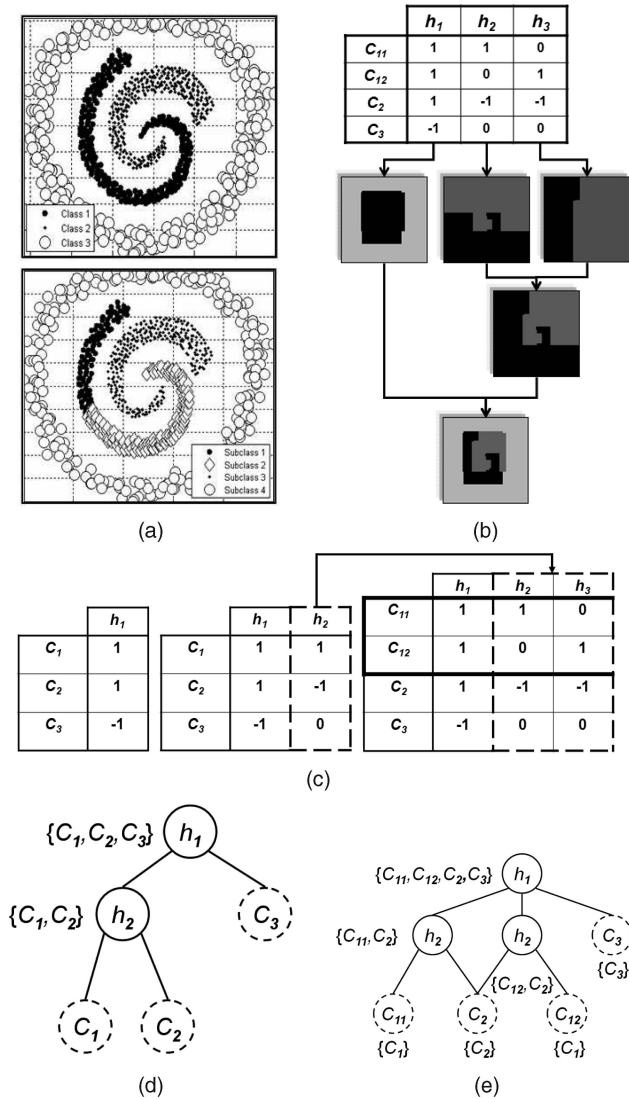 Class 1
Class 2
Class 3
Subclass 1
Subclass 2
Subclass 3
Subclass 4
(a)
h1 h2 h3
C11 1 1 0
C12 1 0 1
C2 1 -1 -1
C3 -1 0 0
(b)
h1
C1 1
C2 1
C3 -1
h1 h2
C1 1 1
C2 1 -1
C3 -1 0
h1 h2 h3
C11 1 1 0
C12 1 0 1
C2 1 -1 -1
C3 -1 0 0
(c)
{C1,C2,C3} h1
{C1,C2} h2 C3
C1 C2
(d)
{C11,C12,C2,C3} h1
{C11,C2} h2 h2 C3
{C3}
{C12,C2}
C11 C2 C12
{C1} {C2} {C1}
(e)